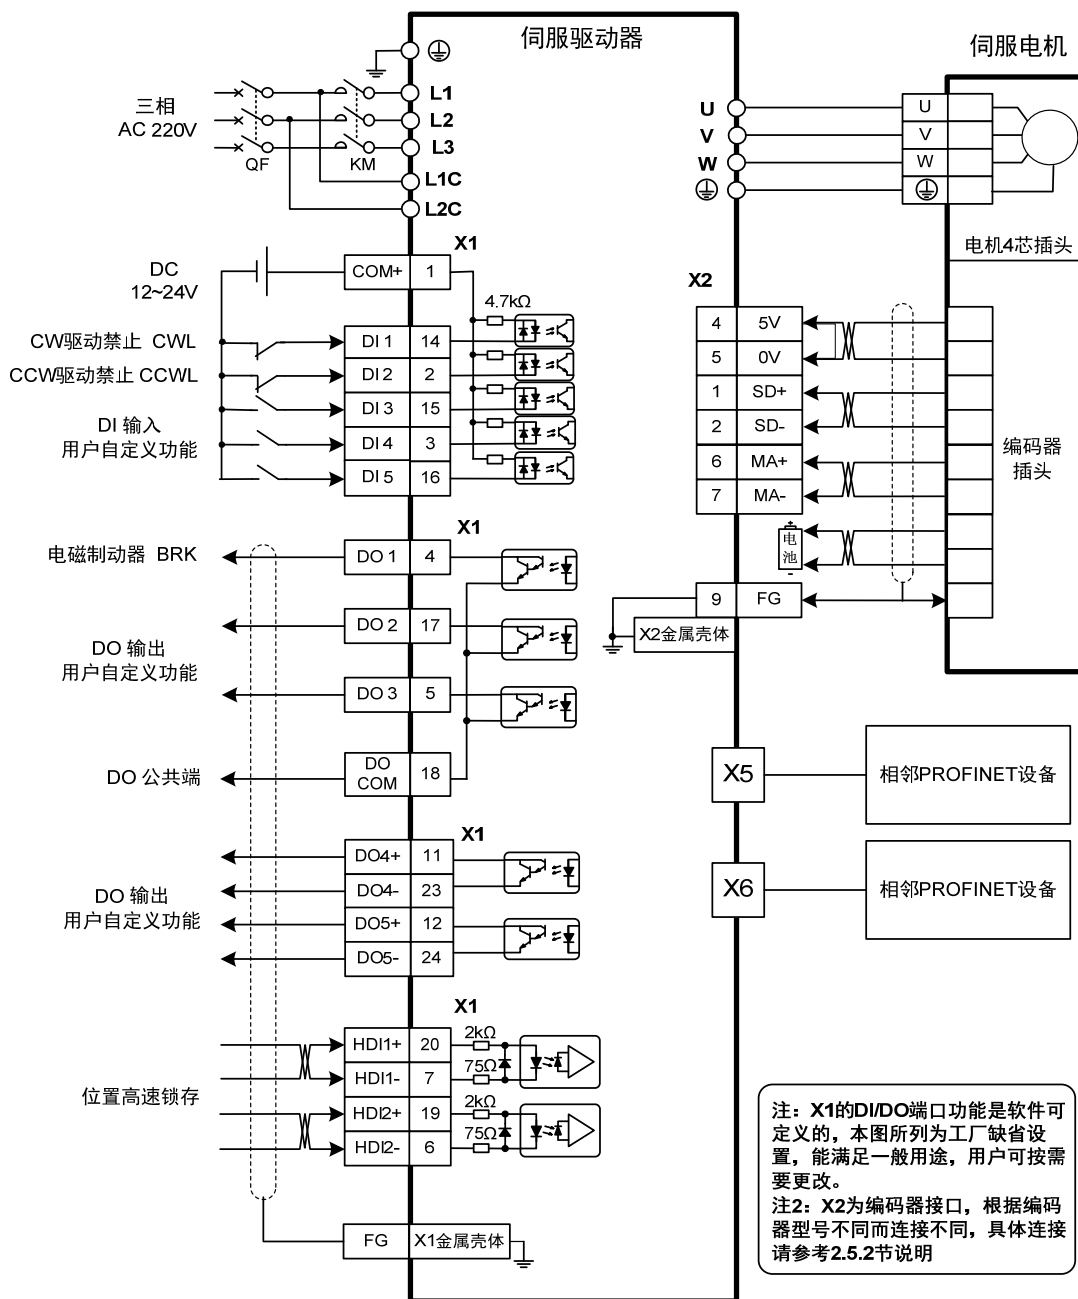 伺服驱动器
伺服电机
三相
AC 220V
QF
KM
L1
L2
L3
L1C
L2C
U
V
W
U
V
W
电机4芯插头
X1
DC
12~24V
COM+ 1
4.7kΩ
CW驱动禁止 CWL
DI 1 14
CCW驱动禁止 CCWL
DI 2 2
DI 3 15
DI 输入
用户自定义功能
DI 4 3
DI 5 16
X2
4 5V
5 0V
1 SD+
2 SD-
6 MA+
7 MA-
编码器
插头
+
电
池
-
9 FG
X2金属壳体
X1
电磁制动器 BRK
DO 1 4
DO 2 17
DO 输出
用户自定义功能
DO 3 5
DO 公共端
DO
COM
18
X5
相邻PROFINET设备
X6
相邻PROFINET设备
X1
DO4+ 11
DO4- 23
DO 输出
用户自定义功能
DO5+ 12
DO5- 24
X1
HDI1+ 20
2kΩ
HDI1- 7
75Ω
位置高速锁存
HDI2+ 19
2kΩ
HDI2- 6
75Ω
FG
X1金属壳体
注：X1的DI/DO端口功能是软件可
定义的，本图所列为工厂缺省设
置，能满足一般用途，用户可按需
要更改。
注2：X2为编码器接口，根据编码
器型号不同而连接不同，具体连接
请参考2.5.2节说明